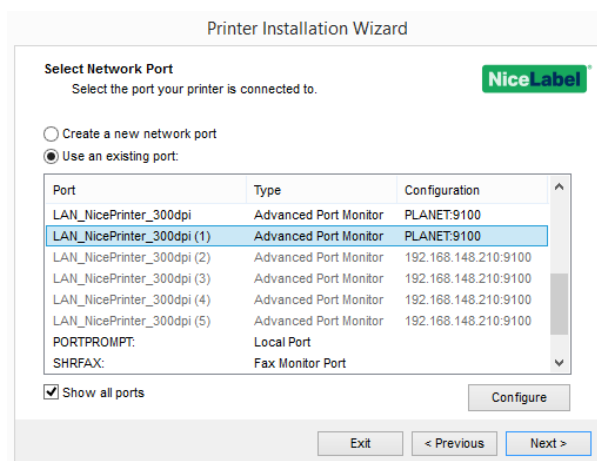 Printer Installation Wizard
Select Network Port
Select the port your printer is connected to.
NiceLabel
Create a new network port
Use an existing port:
Port Type Configuration
LAN_NicePrinter_300dpi Advanced Port Monitor PLANET:9100
LAN_NicePrinter_300dpi (1) Advanced Port Monitor PLANET:9100
LAN_NicePrinter_300dpi (2) Advanced Port Monitor 192.168.148.210:9100
LAN_NicePrinter_300dpi (3) Advanced Port Monitor 192.168.148.210:9100
LAN_NicePrinter_300dpi (4) Advanced Port Monitor 192.168.148.210:9100
LAN_NicePrinter_300dpi (5) Advanced Port Monitor 192.168.148.210:9100
PORTPROMPT: Local Port
SHRFAX: Fax Monitor Port
Show all ports
Configure
Exit < Previous Next >